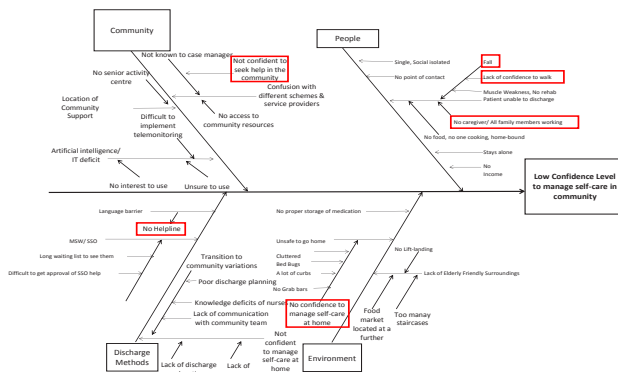 Community
People
Not known to case manager
Not confident to
seek help in the
community
No senior activity
centre
Confusion with
different schemes &
service providers
Location of
Community
Support
Difficult to
implement
telemonitoring
No access to
community resources
Artificial intelligence/
IT deficit
No interest to use
Unsure to use
Single, Social isolated
No point of contact
Fall
Lack of confidence to walk
Muscle Weakness, No rehab
Patient unable to discharge
No caregiver/ All family members working
No food, no one cooking, home-bound
Stays alone
No
Income
Low Confidence Level
to manage self-care in
community
Language barrier
No Helpline
MSW/ SSO
Long waiting list to see them
Difficult to get approval of SSO help
Transition to
community variations
Poor discharge planning
Knowledge deficits of nurse
Lack of communication
with community team
Not
confident
to manage
self-care at
home
Lack of discharge
Lack of
Discharge
Methods
No proper storage of medication
Unsafe to go home
Cluttered
Bed Bugs
A lot of curbs
No Grab bars
No confidence to
manage self-care
at home
No Lift-landing
Lack of Elderly Friendly Surroundings
Food
market
located at a
further
Too manay
staircases
Environment